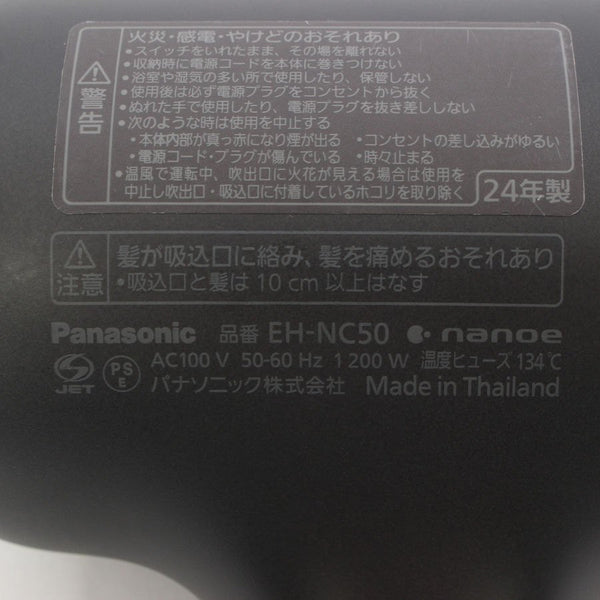 ⚠警告
火災・感電・やけどのおそれあり
•スイッチをいれたまま、その場を離れない
•収納時に電源コードを本体に巻きつけない
•浴室や湿気の多い所で使用したり、保管しない
•使用後は必ず電源プラグをコンセントから抜く
•ぬれた手で使用したり、電源プラグを抜き差ししない
•次のような時は使用を中止する
・本体内部が真っ赤になり煙が出る ・コンセントの差し込みがゆるい
・電源コード・プラグが傷んでいる ・時々止まる
•温風で運転中、吹出口に火花が見える場合は使用を
中止し吹出口・吸込口に付着しているホコリを取り除く
24年製
⚠注意
髪が吸込口に絡み、髪を痛めるおそれあり
•吸込口と髪は10cm以上はなす
Panasonic 品番 EH-NC50 nanoe
JET PSE AC100 V 50-60 Hz 1 200 W 温度ヒューズ134℃
パナソニック株式会社 Made in Thailand